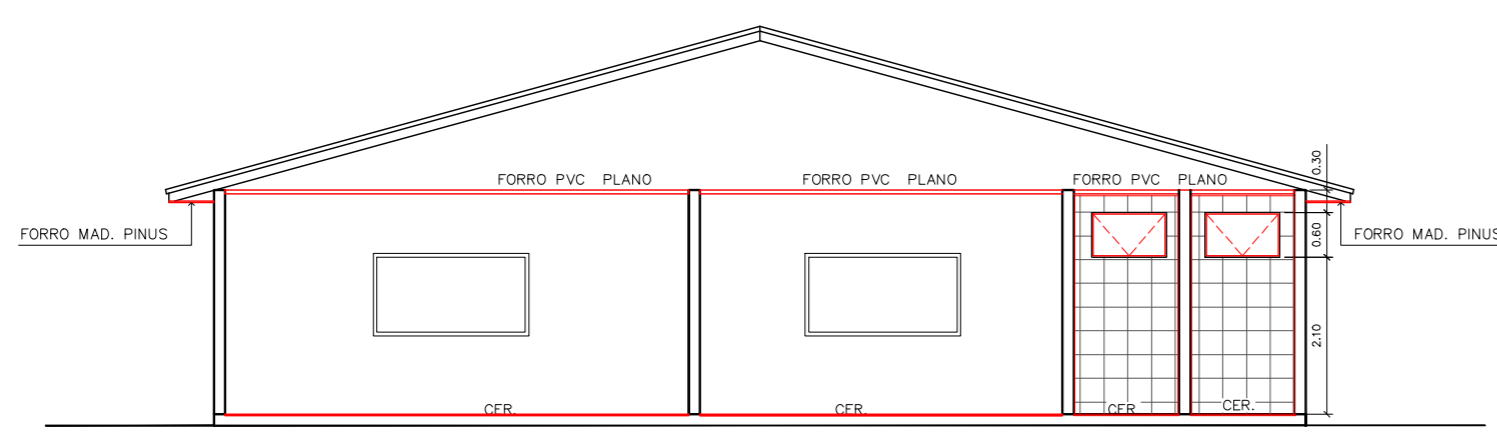 FORRO PVC PLANO
FORRO PVC PLANO
FORRO PVC PLANO
0.30
FORRO MAD. PINUS
0.60
FORRO MAD. PINUS
2.10
CER.
CER.
CER
CER.